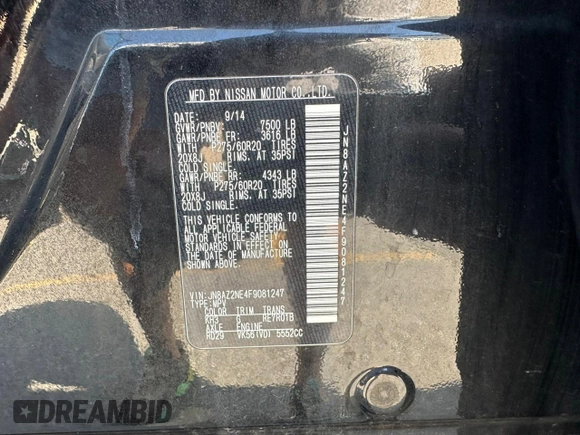 MFD BY NISSAN MOTOR CO.,LTD.
DATE: 9/14
GVWR/PNBV: 7500 LB
GAWR/PNBE FR: 3616 LB
WITH P275/60R20 TIRES
20X8J RIMS, AT 35PSI
COLD SINGLE
GAWR/PNBE RR: 4343 LB
WITH P275/60R20 TIRES
20X8J RIMS, AT 35PSI
COLD SINGLE
THIS VEHICLE CONFORMS TO
ALL APPLICABLE FEDERAL
MOTOR VEHICLE SAFETY
STANDARDS IN EFFECT ON
THE DATE OF MANUFACTURE
SHOWN ABOVE.
VIN:JN8AZ2NE4F9081247
TYPE:MPV
COLOR TRIM TRANS
KH3 G RE7R01B
AXLE ENGINE
RD29 VK56(VD) 5552CC
JN8AZ2NE4F9081247
DREAMBID